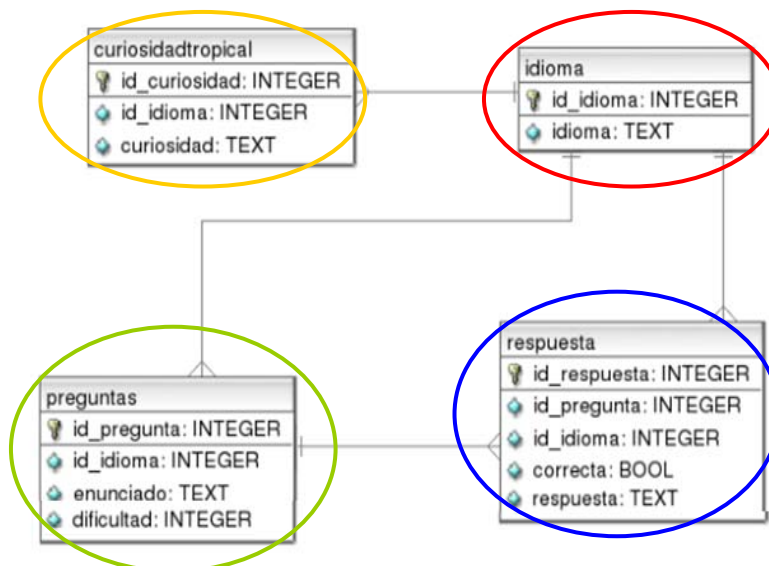 curiosidadtropical
id_curiosidad: INTEGER
id_idioma: INTEGER
curiosidad: TEXT
idioma
id_idioma: INTEGER
idioma: TEXT
preguntas
id_pregunta: INTEGER
id_idioma: INTEGER
enunciado: TEXT
dificultad: INTEGER
respuesta
id_respuesta: INTEGER
id_pregunta: INTEGER
id_idioma: INTEGER
correcta: BOOL
respuesta: TEXT